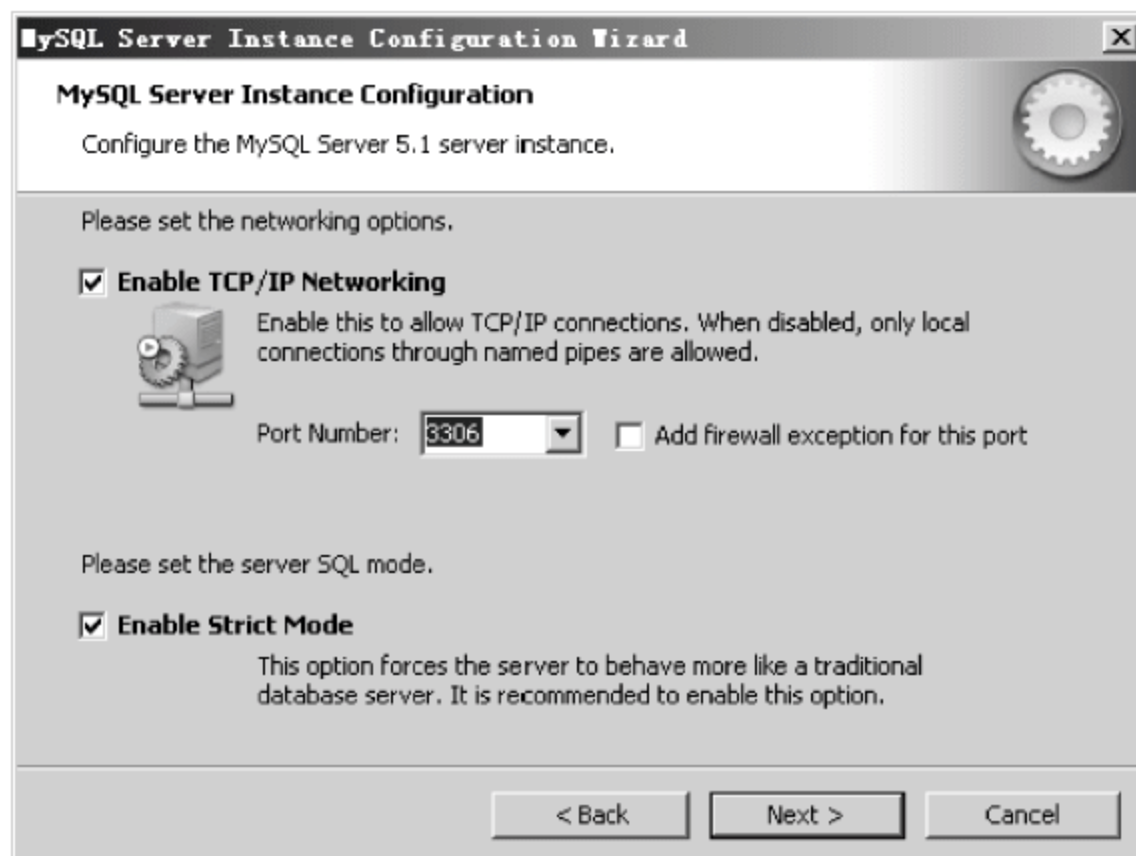 MySQL Server Instance Configuration Wizard
MySQL Server Instance Configuration
Configure the MySQL Server 5.1 server instance.
Please set the networking options.
Enable TCP/IP Networking
Enable this to allow TCP/IP connections. When disabled, only local
connections through named pipes are allowed.
Port Number: 3306 Add firewall exception for this port
Please set the server SQL mode.
Enable Strict Mode
This option forces the server to behave more like a traditional
database server. It is recommended to enable this option.
< Back Next > Cancel